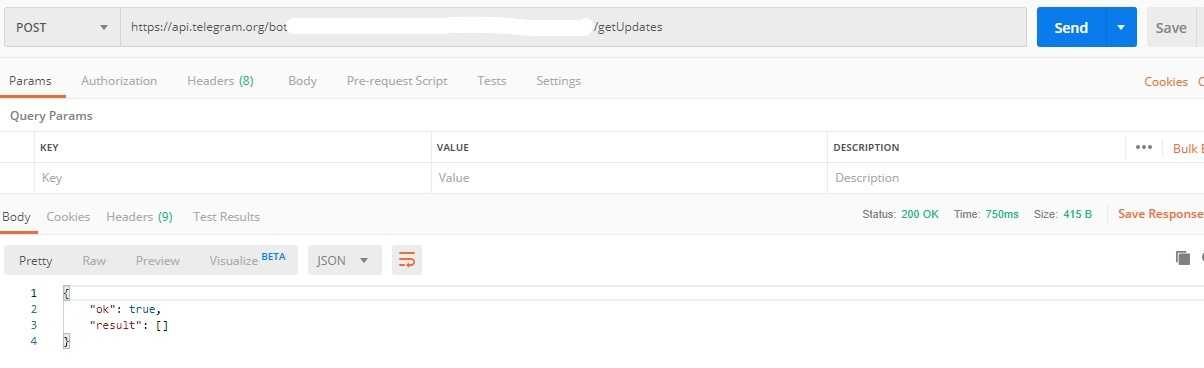 POST https://api.telegram.org/bot /getUpdates Send Save
Params Authorization Headers (8) Body Pre-request Script Tests Settings Cookies
Query Params
KEY VALUE DESCRIPTION ••• Bulk
Key Value Description
Body Cookies Headers (9) Test Results Status: 200 OK Time: 750ms Size: 415 B Save Response
Pretty Raw Preview Visualize BETA JSON
1 {
2 "ok": true,
3 "result": []
4 }